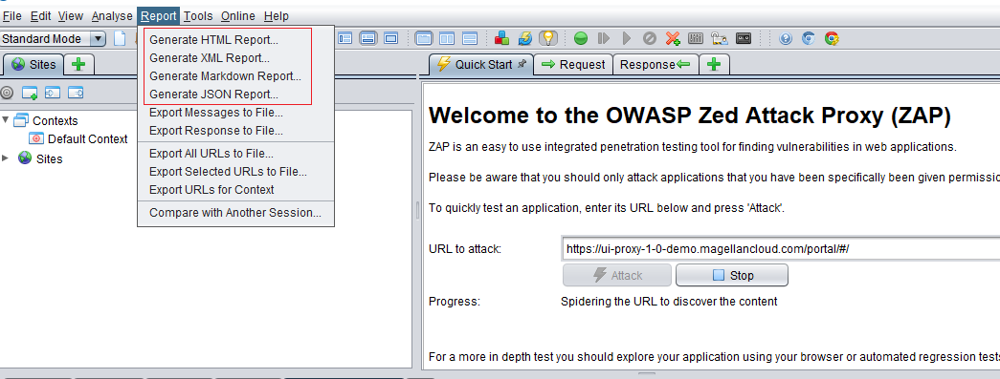 File Edit View Analyse Report Tools Online Help
Standard Mode
Generate HTML Report...
Generate XML Report...
Generate Markdown Report...
Generate JSON Report...
Export Messages to File...
Export Response to File...
Export All URLs to File...
Export Selected URLs to File...
Export URLs for Context
Compare with Another Session...
Sites
Contexts
Default Context
Sites
Quick Start Request Response
Welcome to the OWASP Zed Attack Proxy (ZAP)
ZAP is an easy to use integrated penetration testing tool for finding vulnerabilities in web applications.
Please be aware that you should only attack applications that you have been specifically been given permissio
To quickly test an application, enter its URL below and press 'Attack'.
URL to attack: https://ui-proxy-1-0-demo.magellancloud.com/portal/#/
Attack Stop
Progress: Spidering the URL to discover the content
For a more in depth test you should explore your application using your browser or automated regression tests